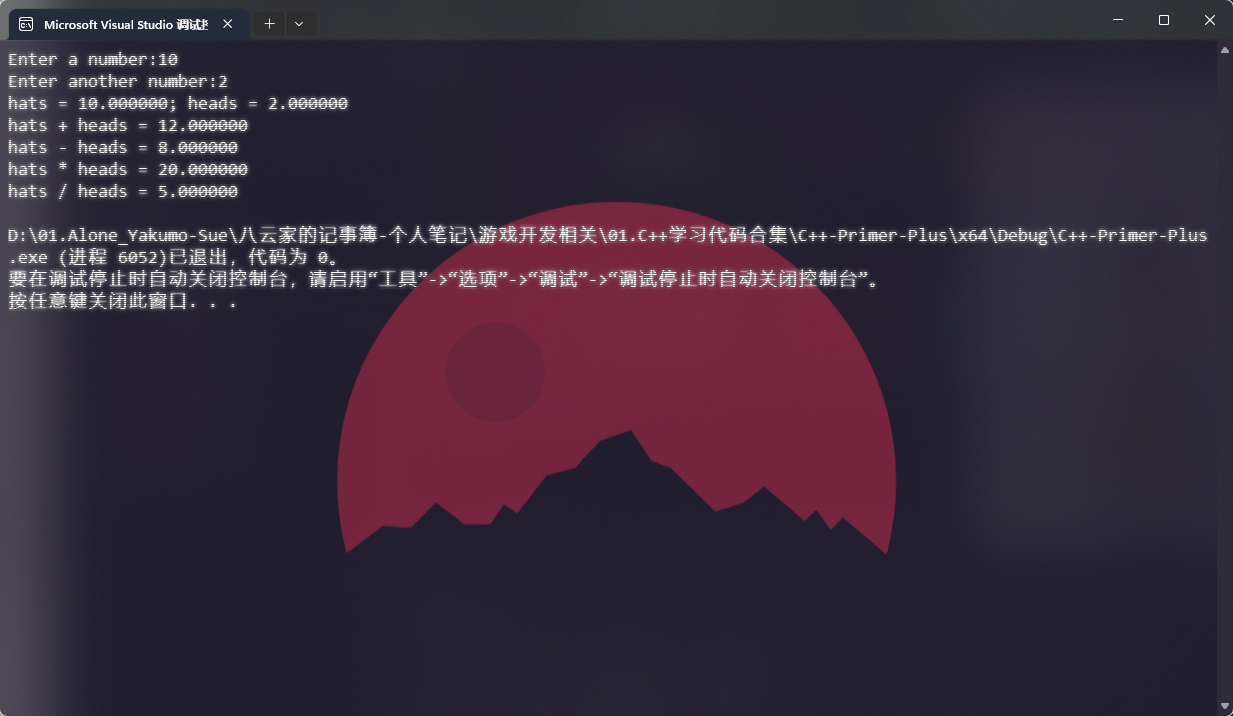 Microsoft Visual Studio 调试
Enter a number:10
Enter another number:2
hats = 10.000000; heads = 2.000000
hats + heads = 12.000000
hats - heads = 8.000000
hats * heads = 20.000000
hats / heads = 5.000000
D:\01.Alone_Yakumo-Sue\八云家的记事簿-个人笔记\游戏开发相关\01.C++学习代码合集\C++-Primer-Plus\x64\Debug\C++-Primer-Plus
.exe (进程 6052)已退出，代码为 0。
要在调试停止时自动关闭控制台，请启用“工具”->“选项”->“调试”->“调试停止时自动关闭控制台”。
按任意键关闭此窗口. . .